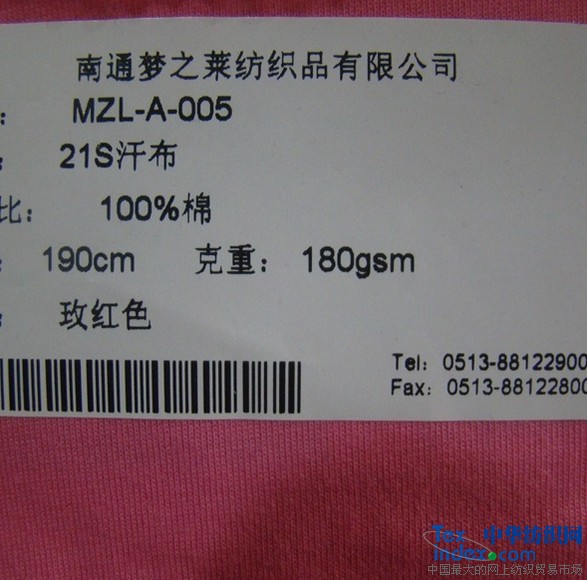 南通梦之莱纺织品有限公司
: MZL-A-005
: 21S汗布
比: 100%棉
: 190cm 克重: 180gsm
: 玫红色
Tel: 0513-88122900
Fax: 0513-88122800
Tex 中华纺织网
Index.com
中国最大的网上纺织贸易市场